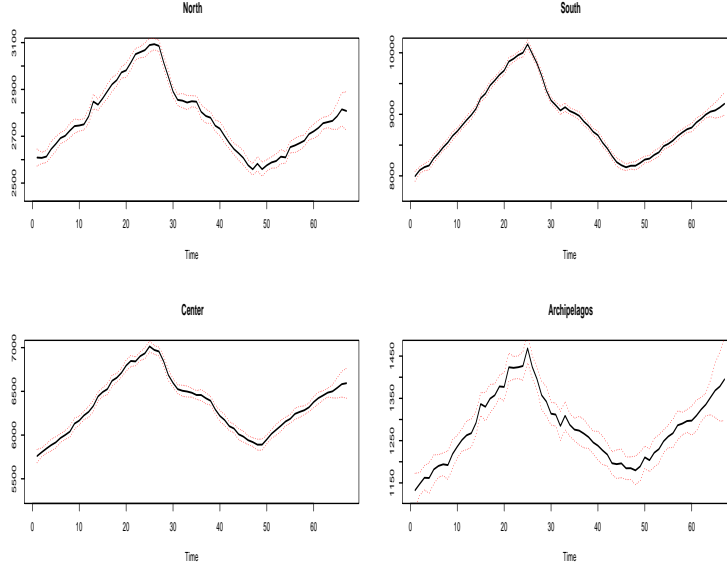 North
3100
2900
2700
2500
0 10 20 30 40 50 60
Time
South
10000
9000
8000
0 10 20 30 40 50 60
Time
Center
7000
6500
6000
5500
0 10 20 30 40 50 60
Time
Archipelagos
1450
1350
1250
1150
0 10 20 30 40 50 60
Time